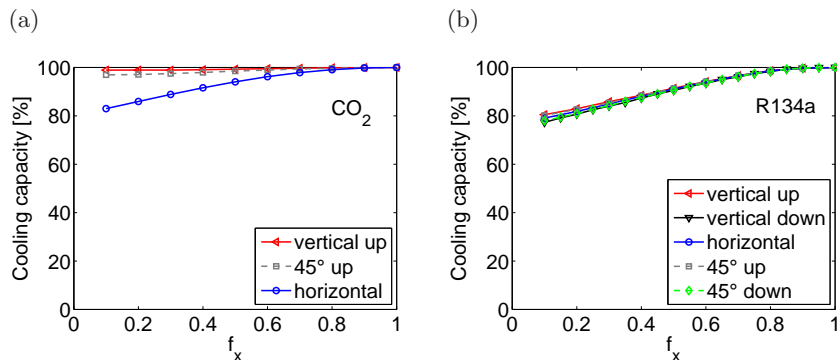 (a)
Cooling capacity [%]
100
80
60
40
20
0
CO2
vertical up
45° up
horizontal
0 0.2 0.4 0.6 0.8 1
fx
(b)
Cooling capacity [%]
100
80
60
40
20
0
R134a
vertical up
vertical down
horizontal
45° up
45° down
0 0.2 0.4 0.6 0.8 1
fx